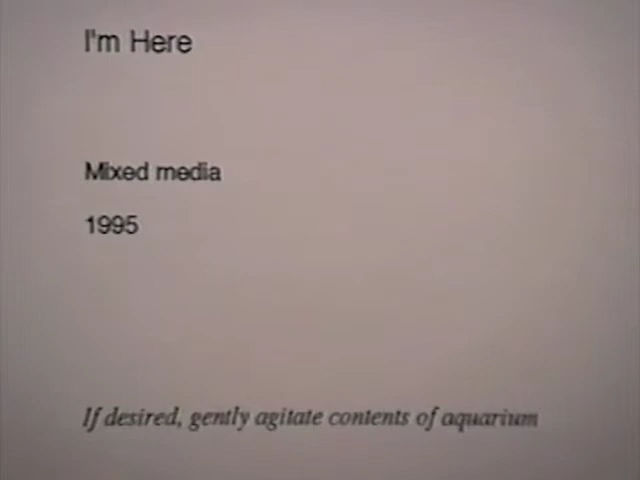 I'm Here
Mixed media
1995
If desired, gently agitate contents of aquarium